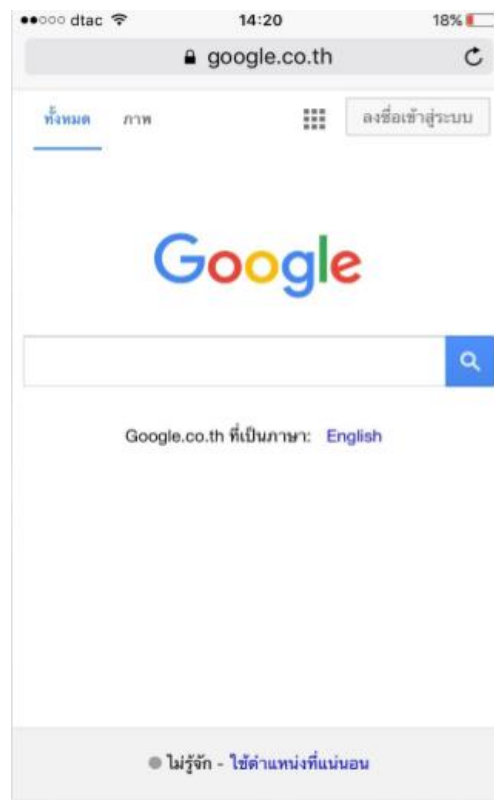 dtac 14:20 18%
google.co.th
ทั้งหมด ภาพ ลงชื่อเข้าสู่ระบบ
Google
Google.co.th ที่เป็นภาษา: English
ไม่รู้จัก - ใช้ตำแหน่งที่แน่นอน